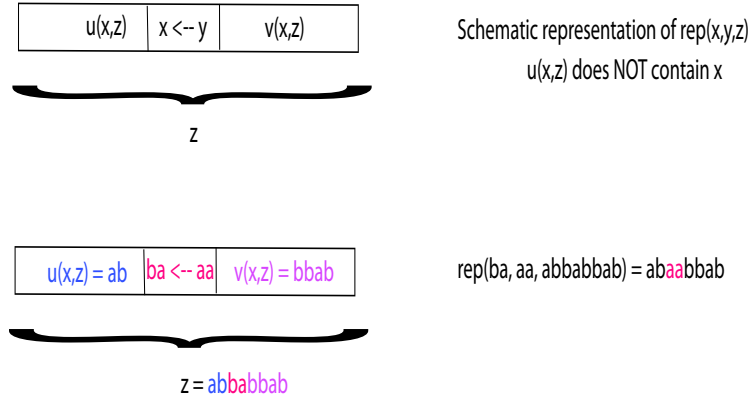 u(x,z) x <-- y v(x,z)
Schematic representation of rep(x,y,z)
u(x,z) does NOT contain x
z
u(x,z) = ab ba <-- aa v(x,z) = bbab
rep(ba, aa, abbabbab) = abaabbab
z = abbabbab